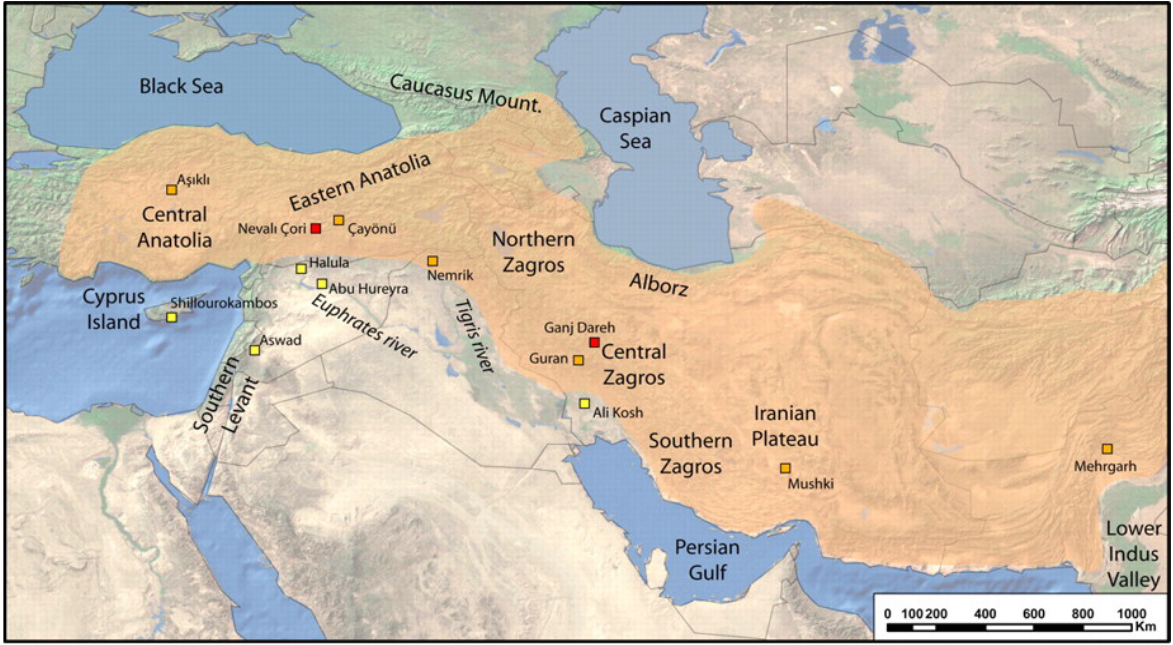 Black Sea
Caucasus Mount.
Caspian
Sea
Aşıklı
Eastern Anatolia
Central
Anatolia
Nevalı Çori
Çayönü
Northern
Zagros
Halula
Nemrik
Alborz
Abu Hureyra
Cyprus
Island
Shillourokambos
Euphrates river
Tigris river
Aswad
Ganj Dareh
Guran
Central
Zagros
Southern
Levant
Ali Kosh
Iranian
Plateau
Southern
Zagros
Mushki
Mehrgarh
Persian
Gulf
Lower
Indus
Valley
0 100 200 400 600 800 1000
Km